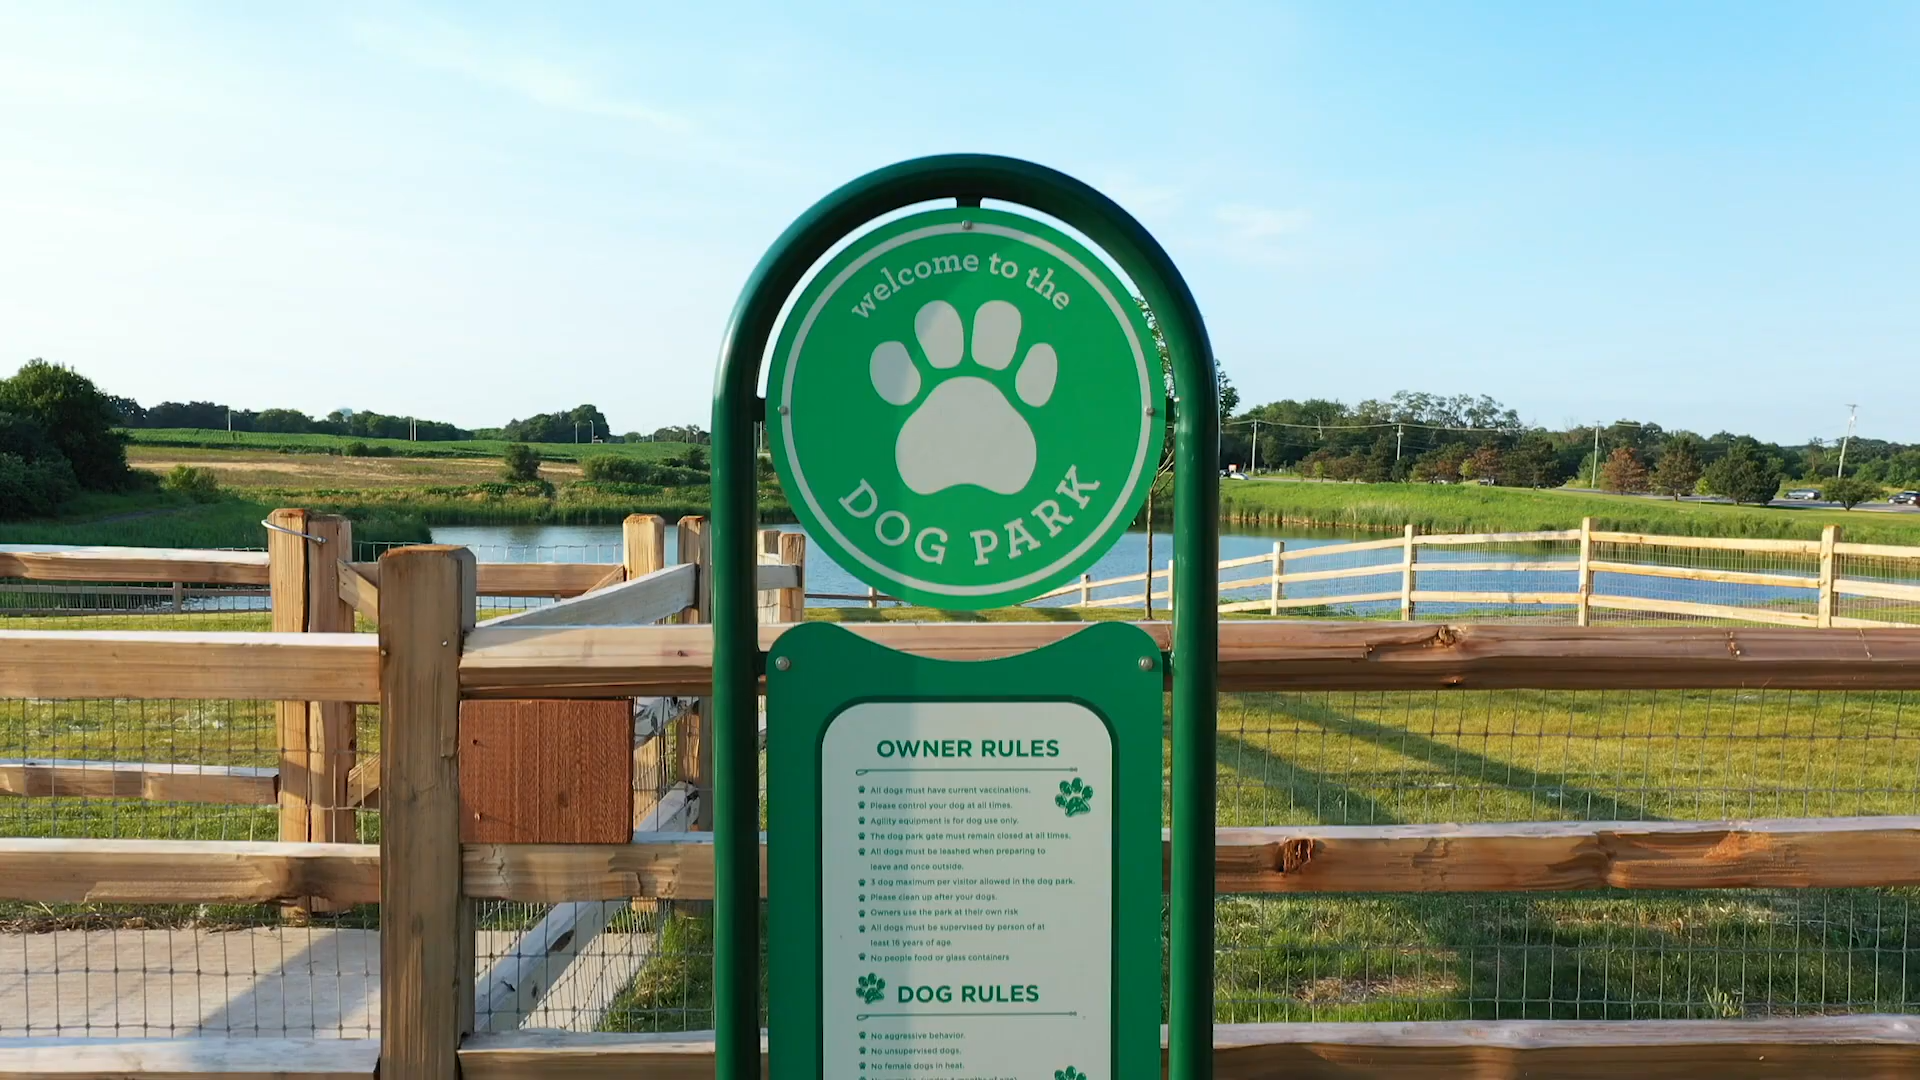 welcome to the
DOG PARK
OWNER RULES
All dogs must have current vaccinations.
Please control your dog at all times.
Agility equipment is for dog use only.
The dog park gate must remain closed at all times.
All dogs must be leashed when preparing to
leave and once outside.
3 dog maximum per visitor allowed in the dog park.
Please clean up after your dogs.
Owners use the park at their own risk
All dogs must be supervised by person of at
least 16 years of age.
No people food or glass containers
DOG RULES
No aggressive behavior.
No unsupervised dogs.
No female dogs in heat.